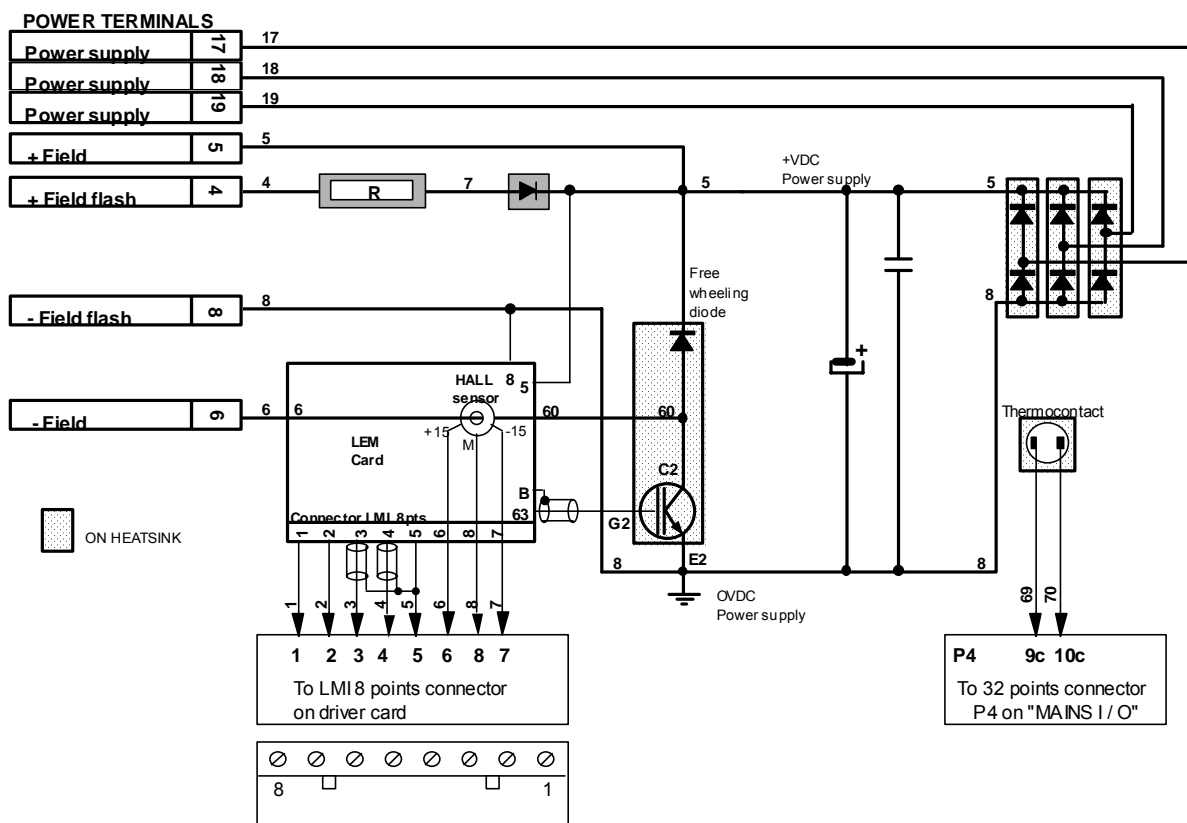 POWER TERMINALS
Power supply 17 17
Power supply 18 18
Power supply 19 19
+ Field 5 5
+ Field flash 4 4 R 7 5
+VDC
Power supply
5
- Field flash 8 8
8
Free
wheeling
diode
+
- Field 6 6 6
HALL
sensor
8 5
60 60
+15 M -15
LEM
Card
B
63
Connector LMI 8pts
C2
G2
E2
Thermocontact
ON HEATSINK
1 2 3 4 5 6 8 7
8 8
OVDC
Power supply
1 2 3 4 5 6 8 7
69 70
1 2 3 4 5 6 8 7
To LMI 8 points connector
on driver card
P4 9c 10c
To 32 points connector
P4 on "MAINS I / O"
8 1